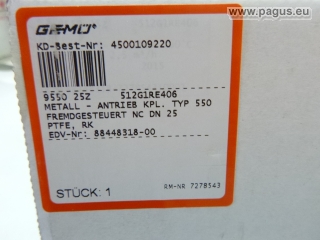 www.pagus.eu
GEMÜ®
KD-Best-Nr: 4500109220
9550 25Z 512G1RE406
METALL - ANTRIEB KPL. TYP 550
FREMDGESTEUERT NC DN 25
PTFE, RK
EDV-Nr: 88448318-00
STÜCK: 1
RM-NR 7278543